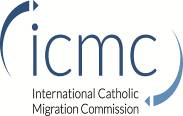 icmc
International Catholic
Migration Commission